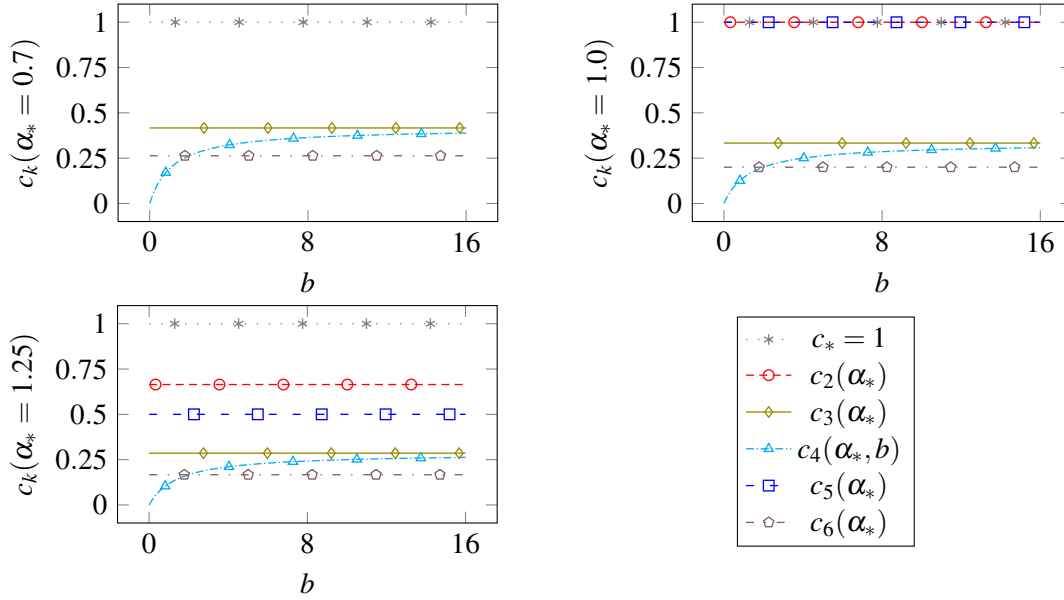 1
0.75
0.5
0.25
0
c_k(α_* = 0.7)
0
8
16
b
1
0.75
0.5
0.25
0
c_k(α_* = 1.0)
0
8
16
b
1
0.75
0.5
0.25
0
c_k(α_* = 1.25)
0
8
16
b
c_* = 1
c_2(α_*)
c_3(α_*)
c_4(α_*, b)
c_5(α_*)
c_6(α_*)